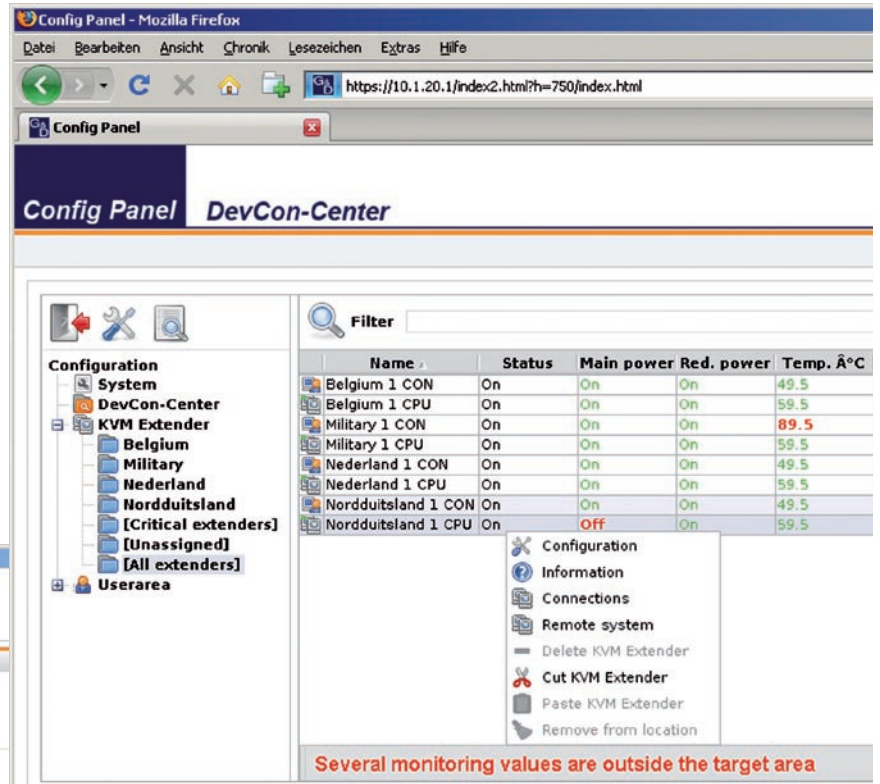 Config Panel - Mozilla Firefox
Datei Bearbeiten Ansicht Chronik Lesezeichen Extras Hilfe
https://10.1.20.1/index2.html?h=750/index.html
Config Panel
Config Panel DevCon-Center
Filter
Configuration
System
DevCon-Center
KVM Extender
Belgium
Military
Nederland
Nordduitsland
[Critical extenders]
[Unassigned]
[All extenders]
Userarea
Name Status Main power Red. power Temp. Â°C
Belgium 1 CON On On On 49.5
Belgium 1 CPU On On On 59.5
Military 1 CON On On On 89.5
Military 1 CPU On On On 59.5
Nederland 1 CON On On On 49.5
Nederland 1 CPU On On On 59.5
Nordduitsland 1 CON On On On 49.5
Nordduitsland 1 CPU On Off On 59.5
Configuration
Information
Connections
Remote system
Delete KVM Extender
Cut KVM Extender
Paste KVM Extender
Remove from location
Several monitoring values are outside the target area